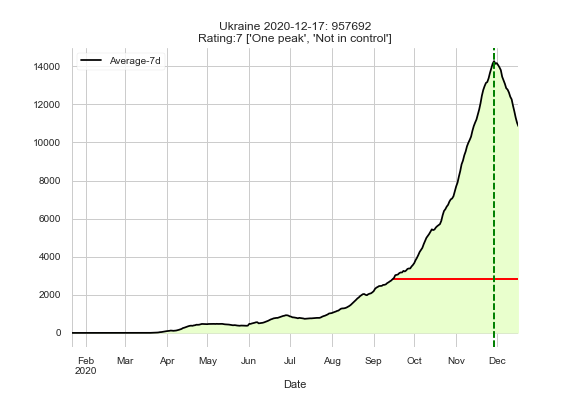 Ukraine 2020-12-17: 957692
Rating:7 ['One peak', 'Not in control']
Average-7d
14000
12000
10000
8000
6000
4000
2000
0
Feb Mar Apr May Jun Jul Aug Sep Oct Nov Dec
2020
Date